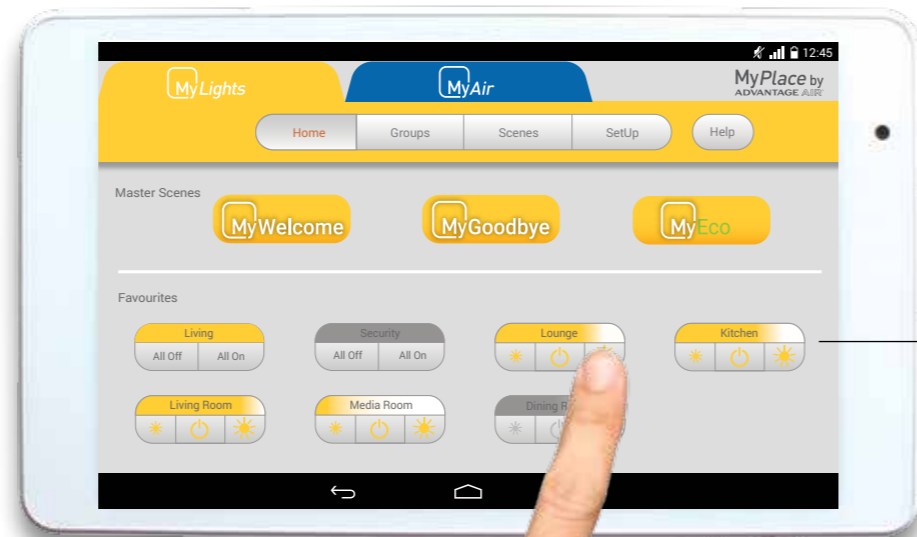 12:45
MyLights
MyAir
MyPlace by
ADVANTAGE AIR
Home
Groups
Scenes
SetUp
Help
Master Scenes
MyWelcome
MyGoodbye
MyEco
Favourites
Living
Security
Lounge
Kitchen
All Off
All On
All Off
All On
Living Room
Media Room
Dining